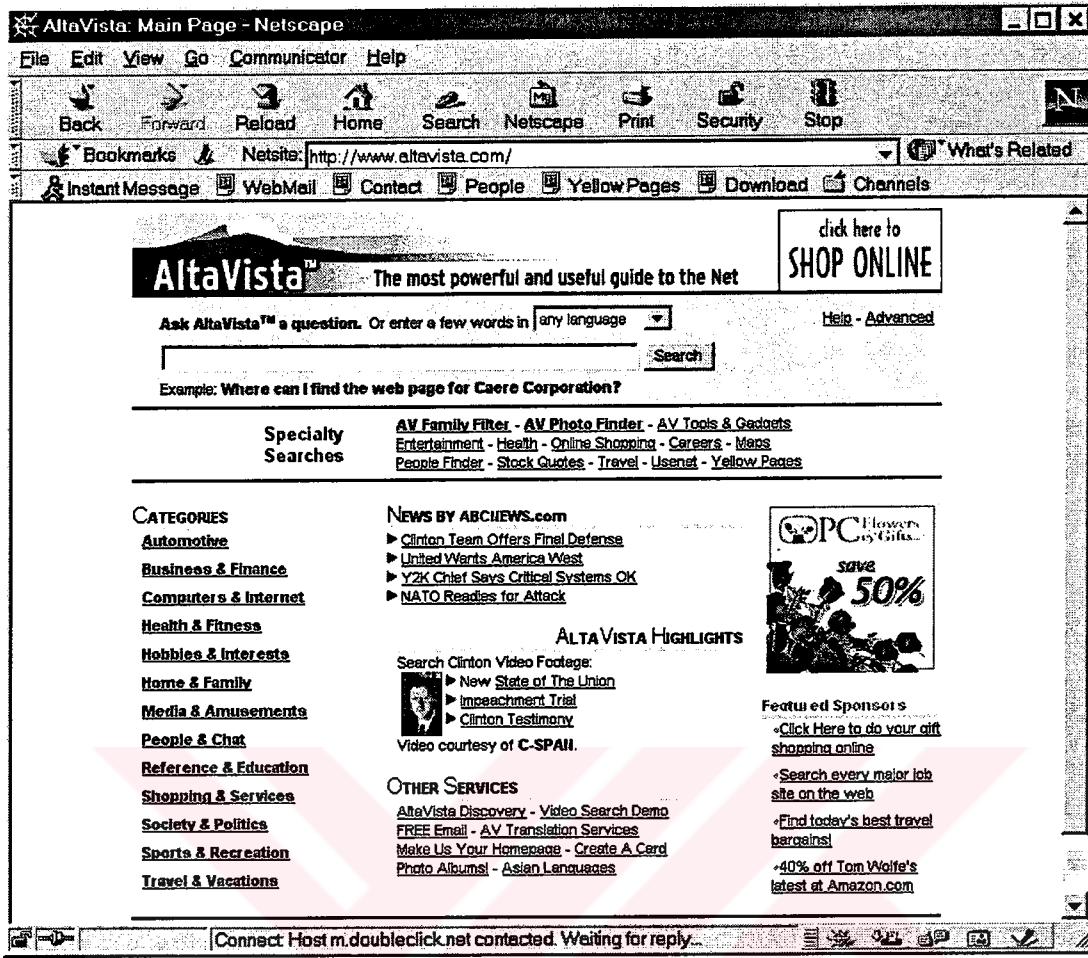 AltaVista: Main Page - Netscape
File Edit View Go Communicator Help
Back Forward Reload Home Search Netscape Print Security Stop
Bookmarks Netsite: http://www.altavista.com/ What's Related
Instant Message WebMail Contact People Yellow Pages Download Channels
AltaVista™ The most powerful and useful guide to the Net
click here to
SHOP ONLINE
Ask AltaVista™ a question. Or enter a few words in any language
Help - Advanced
Search
Example: Where can I find the web page for Caere Corporation?
Specialty
Searches
AV Family Filter - AV Photo Finder - AV Tools & Gadgets
Entertainment - Health - Online Shopping - Careers - Maps
People Finder - Stock Quotes - Travel - Usenet - Yellow Pages
CATEGORIES
Automotive
Business & Finance
Computers & Internet
Health & Fitness
Hobbies & Interests
Home & Family
Media & Amusements
People & Chat
Reference & Education
Shopping & Services
Society & Politics
Sports & Recreation
Travel & Vacations
NEWS BY ABCNEWS.com
Clinton Team Offers Final Defense
United Wants America West
Y2K Chief Says Critical Systems OK
NATO Readies for Attack
ALTAVISTA HIGHLIGHTS
Search Clinton Video Footage:
New State of The Union
Impeachment Trial
Clinton Testimony
Video courtesy of C-SPAN.
OTHER SERVICES
AltaVista Discovery - Video Search Demo
FREE Email - AV Translation Services
Make Us Your Homepage - Create A Card
Photo Albums! - Asian Languages
PC Flowers
& Gifts
save
50%
Featured Sponsors
Click Here to do your gift
shopping online
Search every major job
site on the web
Find today's best travel
bargains!
40% off Tom Wolfe's
latest at Amazon.com
Connect: Host m.doubleclick.net contacted. Waiting for reply...